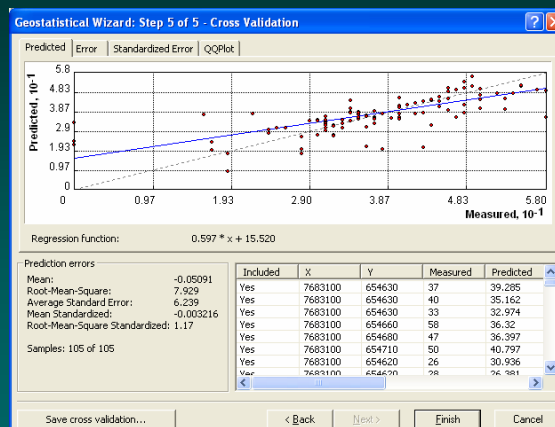 Geostatistical Wizard: Step 5 of 5 - Cross Validation
Predicted Error Standardized Error QQPlot
Predicted, 10⁻¹
5.8
4.83
3.87
2.9
1.93
0.97
0
0 0.97 1.93 2.90 3.87 4.83 5.80
Measured, 10⁻¹
Regression function: 0.597 * x + 15.520
Prediction errors
Mean: -0.05091
Root-Mean-Square: 7.929
Average Standard Error: 6.239
Mean Standardized: -0.003216
Root-Mean-Square Standardized: 1.17
Samples: 105 of 105
Included X Y Measured Predicted
Yes 7683100 654630 37 39.285
Yes 7683100 654630 40 35.162
Yes 7683100 654630 33 32.974
Yes 7683100 654660 58 36.32
Yes 7683100 654680 47 36.397
Yes 7683100 654710 50 40.797
Yes 7683100 654620 26 30.936
Yes 7683100 654620 28 26.381
Save cross validation... < Back Next > Finish Cancel